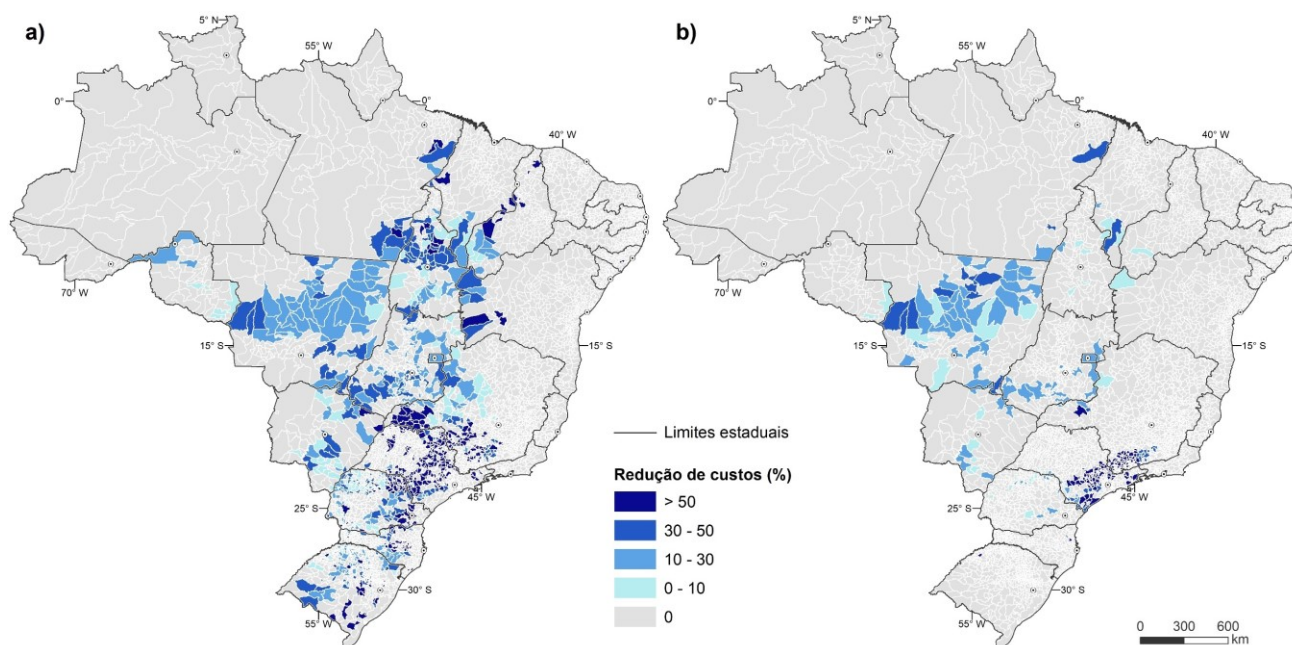 a)
5° N
55° W
0°
0°
40° W
70° W
15° S
15° S
45° W
25° S
30° S
55° W
Limites estaduais
Redução de custos (%)
> 50
30 - 50
10 - 30
0 - 10
0
b)
5° N
55° W
0°
0°
40° W
70° W
15° S
15° S
45° W
25° S
30° S
55° W
0 300 600
km